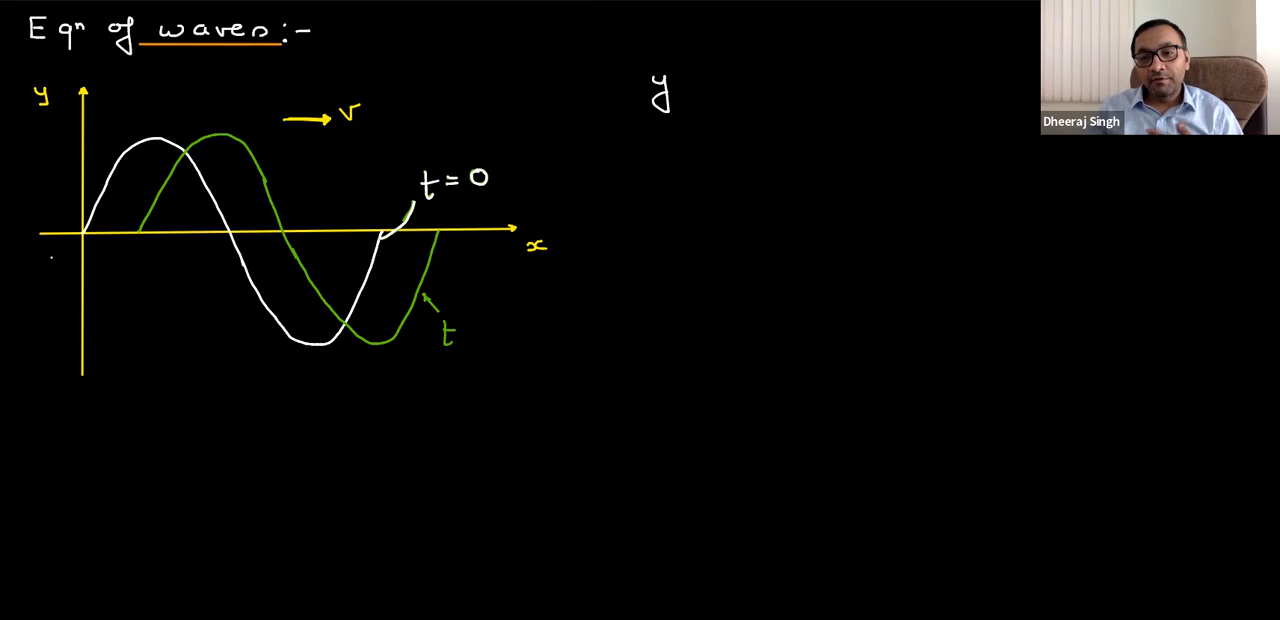 Eqⁿ of waves :-
y
y
v
t = 0
x
t
Dheeraj Singh